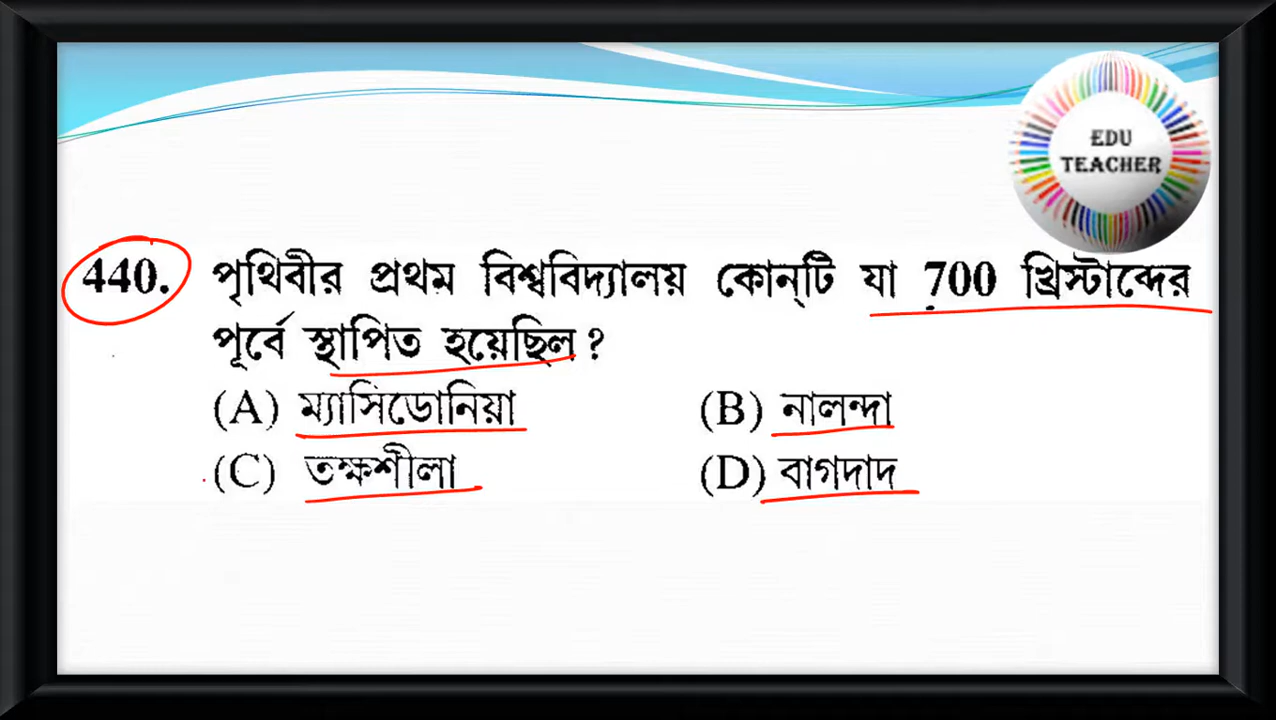 EDU
TEACHER
440. পৃথিবীর প্রথম বিশ্ববিদ্যালয় কোন্‌টি যা 700 খ্রিস্টাব্দের
পূর্বে স্থাপিত হয়েছিল ?
(A) ম্যাসিডোনিয়া (B) নালন্দা
(C) তক্ষশীলা (D) বাগদাদ